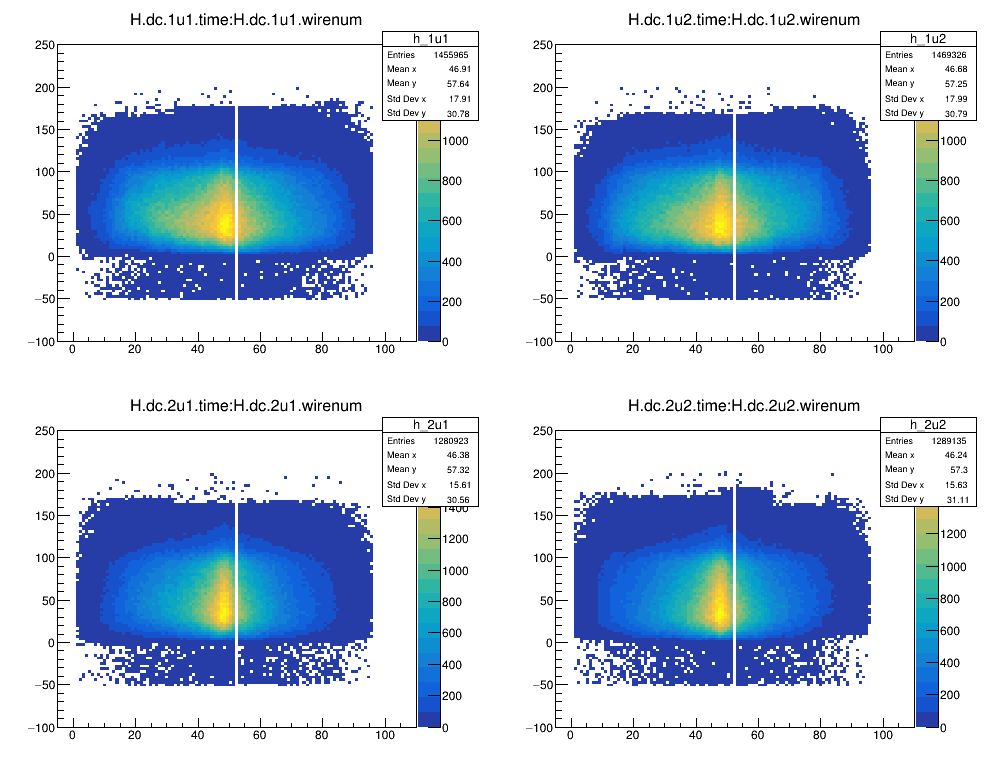 H.dc.1u1.time:H.dc.1u1.wirenum
h_1u1
Entries 1455965
Mean x 46.91
Mean y 57.64
Std Dev x 17.91
Std Dev y 30.78
250
200
150
100
50
0
−50
−100
0 20 40 60 80 100
1000
800
600
400
200
0
H.dc.1u2.time:H.dc.1u2.wirenum
h_1u2
Entries 1469326
Mean x 46.68
Mean y 57.25
Std Dev x 17.99
Std Dev y 30.79
250
200
150
100
50
0
−50
−100
0 20 40 60 80 100
1000
800
600
400
200
0
H.dc.2u1.time:H.dc.2u1.wirenum
h_2u1
Entries 1280923
Mean x 46.38
Mean y 57.32
Std Dev x 15.61
Std Dev y 30.56
250
200
150
100
50
0
−50
−100
0 20 40 60 80 100
1400
1200
1000
800
600
400
200
0
H.dc.2u2.time:H.dc.2u2.wirenum
h_2u2
Entries 1289135
Mean x 46.24
Mean y 57.3
Std Dev x 15.63
Std Dev y 31.11
250
200
150
100
50
0
−50
−100
0 20 40 60 80 100
1200
1000
800
600
400
200
0